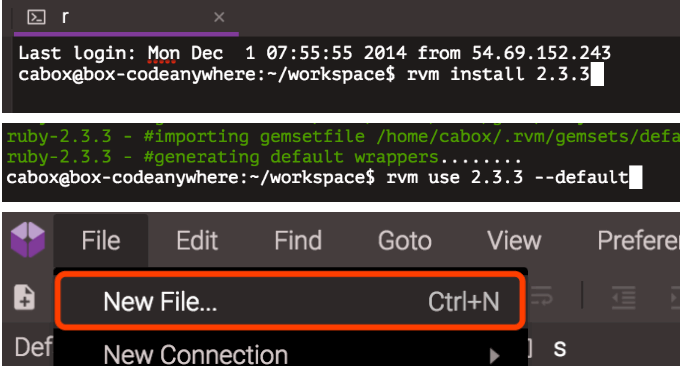 r
Last login: Mon Dec  1 07:55:55 2014 from 54.69.152.243
cabox@box-codeanywhere:~/workspace$ rvm install 2.3.3
ruby-2.3.3 - #importing gemsetfile /home/cabox/.rvm/gemsets/defa
ruby-2.3.3 - #generating default wrappers........
cabox@box-codeanywhere:~/workspace$ rvm use 2.3.3 --default
File Edit Find Goto View Prefere
New File... Ctrl+N
Def s
New Connection